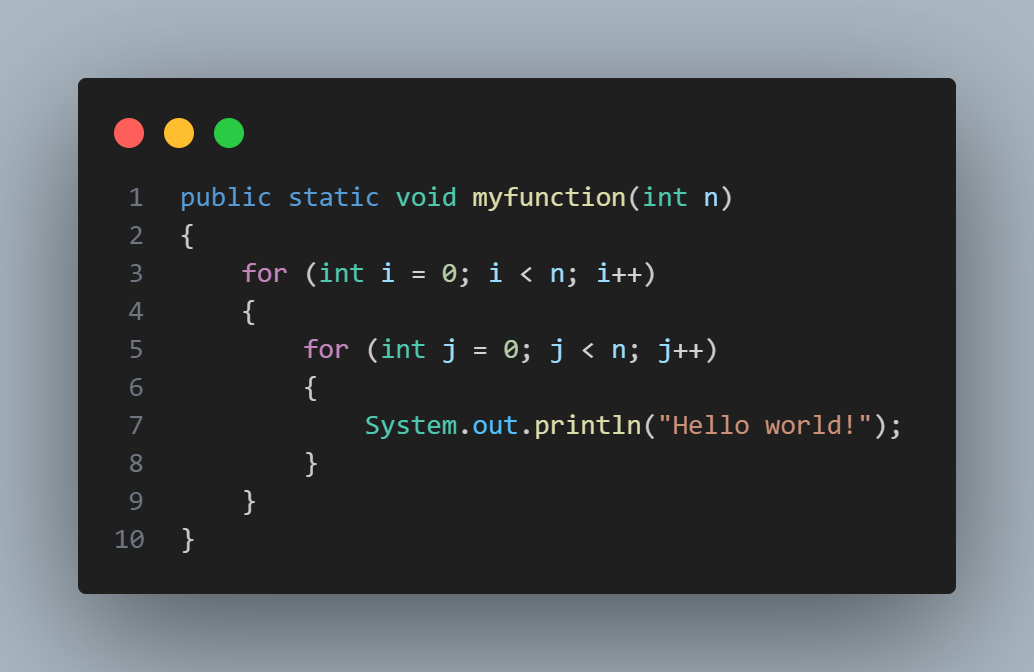 1 public static void myfunction(int n)
2 {
3     for (int i = 0; i < n; i++)
4     {
5         for (int j = 0; j < n; j++)
6         {
7             System.out.println("Hello world!");
8         }
9     }
10 }